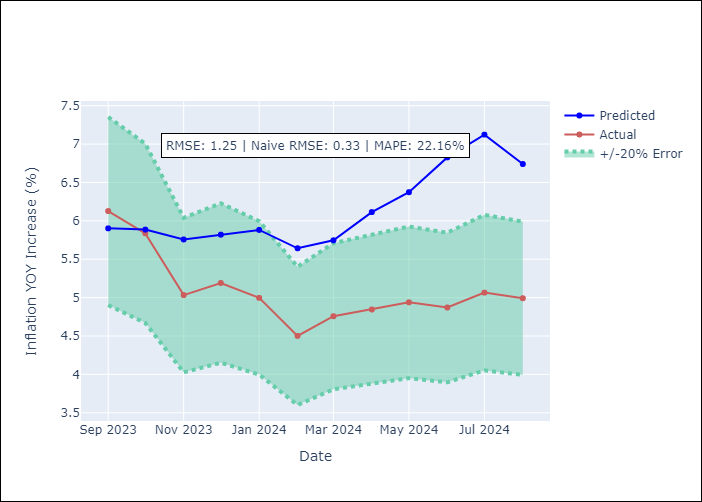 RMSE: 1.25 | Naive RMSE: 0.33 | MAPE: 22.16%
Predicted
Actual
+/-20% Error
7.5
7
6.5
6
5.5
5
4.5
4
3.5
Inflation YOY Increase (%)
Sep 2023 Nov 2023 Jan 2024 Mar 2024 May 2024 Jul 2024
Date